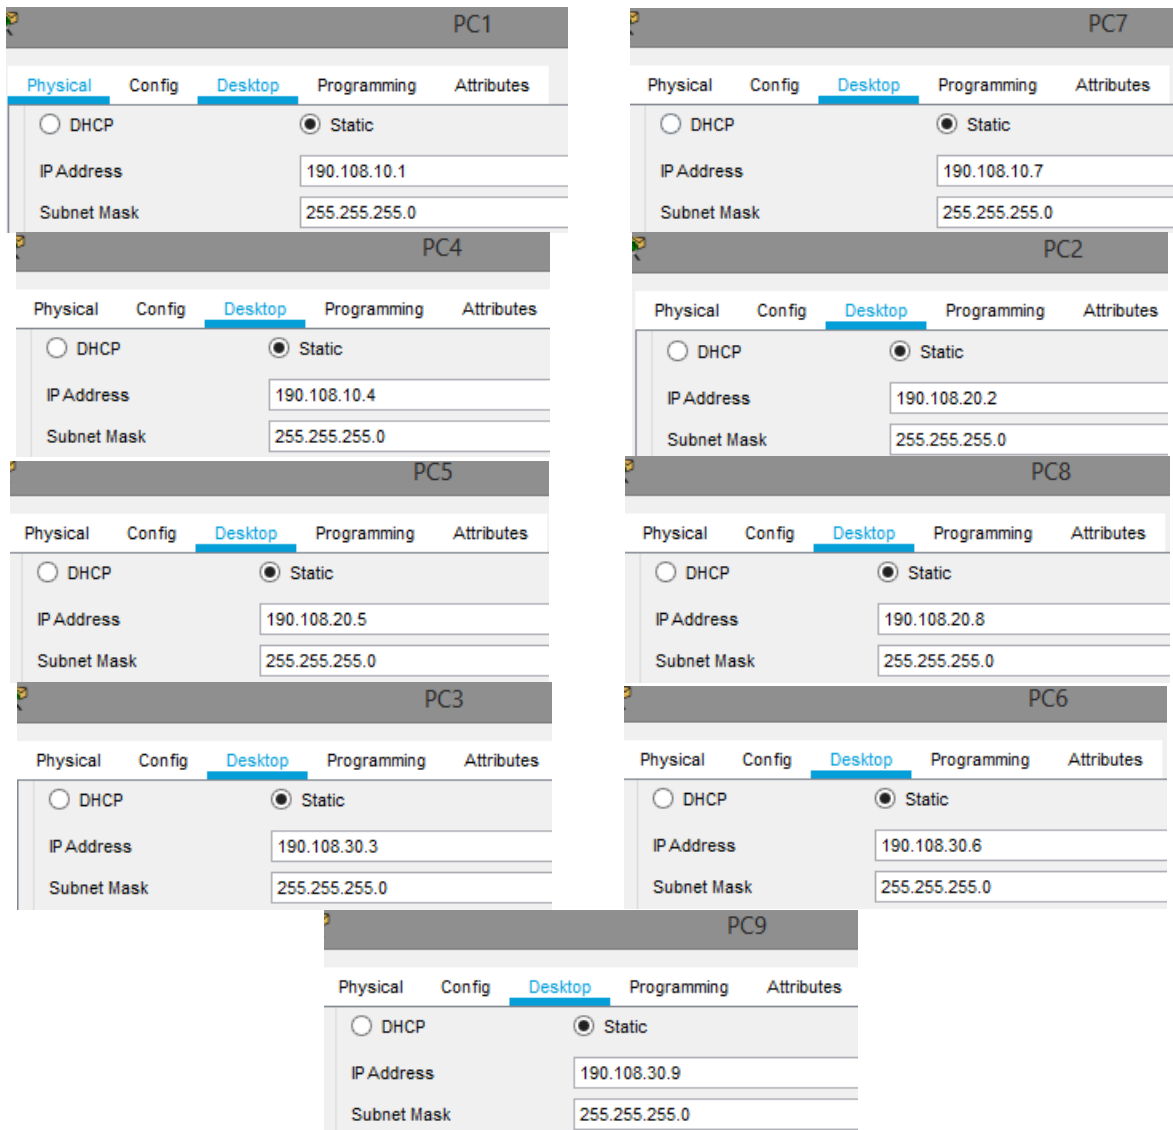 PC1
Physical Config Desktop Programming Attributes
DHCP Static
IP Address 190.108.10.1
Subnet Mask 255.255.255.0
PC7
Physical Config Desktop Programming Attributes
DHCP Static
IP Address 190.108.10.7
Subnet Mask 255.255.255.0
PC4
Physical Config Desktop Programming Attributes
DHCP Static
IP Address 190.108.10.4
Subnet Mask 255.255.255.0
PC2
Physical Config Desktop Programming Attributes
DHCP Static
IP Address 190.108.20.2
Subnet Mask 255.255.255.0
PC5
Physical Config Desktop Programming Attributes
DHCP Static
IP Address 190.108.20.5
Subnet Mask 255.255.255.0
PC8
Physical Config Desktop Programming Attributes
DHCP Static
IP Address 190.108.20.8
Subnet Mask 255.255.255.0
PC3
Physical Config Desktop Programming Attributes
DHCP Static
IP Address 190.108.30.3
Subnet Mask 255.255.255.0
PC6
Physical Config Desktop Programming Attributes
DHCP Static
IP Address 190.108.30.6
Subnet Mask 255.255.255.0
PC9
Physical Config Desktop Programming Attributes
DHCP Static
IP Address 190.108.30.9
Subnet Mask 255.255.255.0